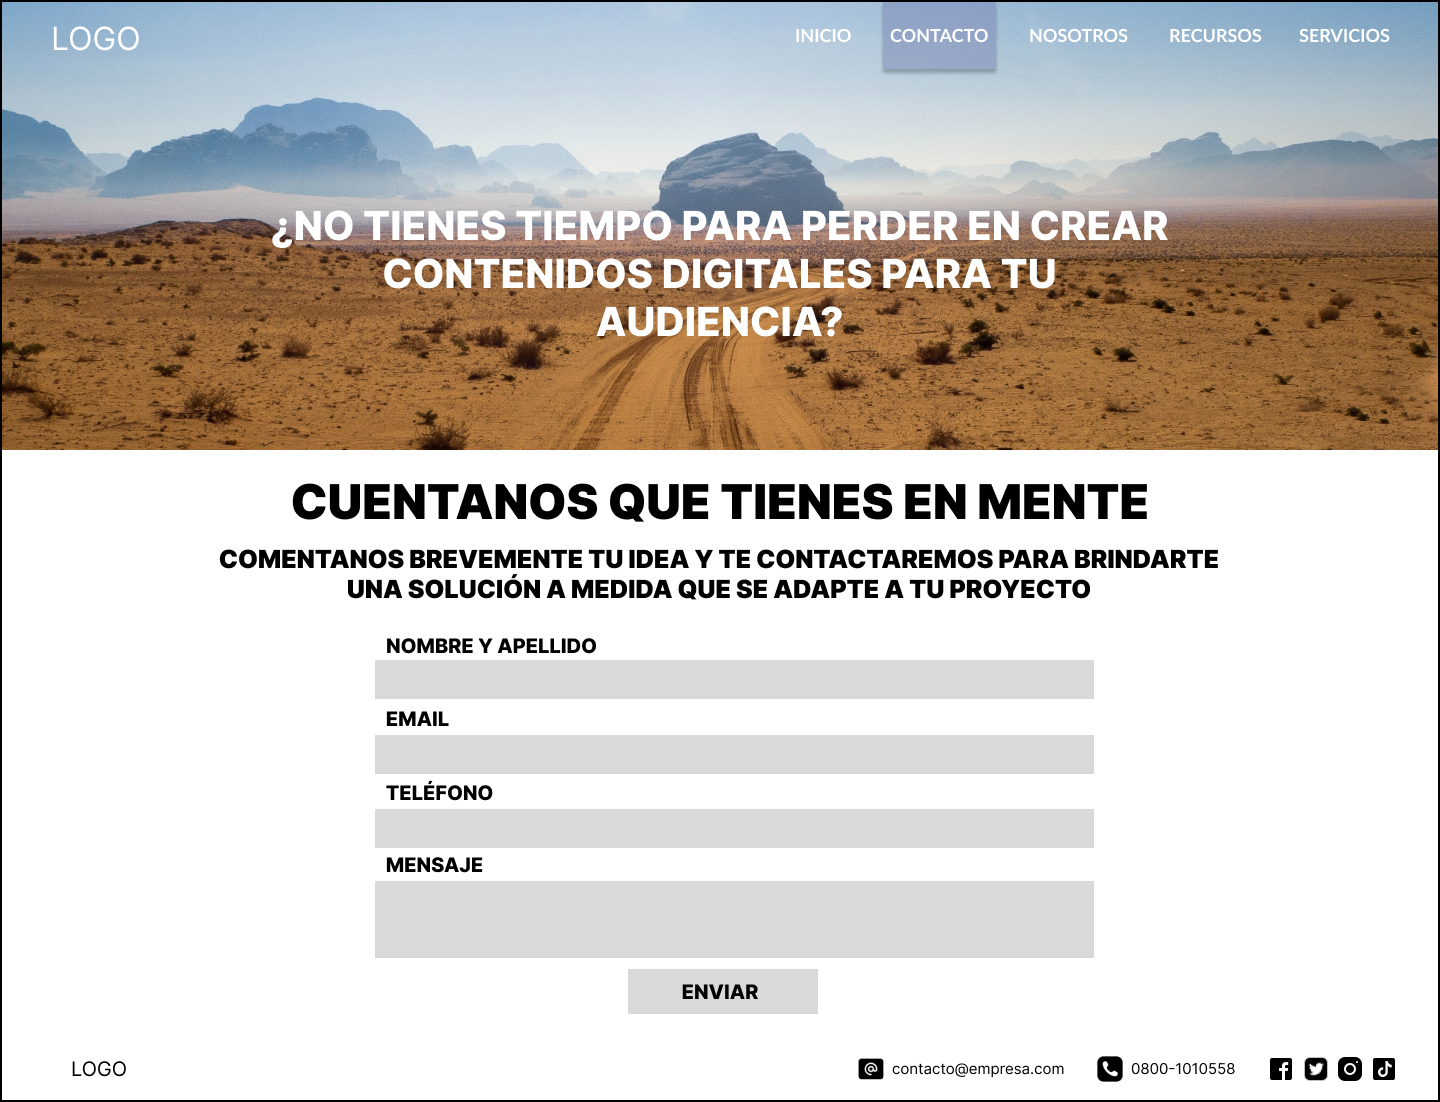 LOGO
INICIO CONTACTO NOSOTROS RECURSOS SERVICIOS
¿NO TIENES TIEMPO PARA PERDER EN CREAR
CONTENIDOS DIGITALES PARA TU
AUDIENCIA?
CUENTANOS QUE TIENES EN MENTE
COMENTANOS BREVEMENTE TU IDEA Y TE CONTACTAREMOS PARA BRINDARTE
UNA SOLUCIÓN A MEDIDA QUE SE ADAPTE A TU PROYECTO
NOMBRE Y APELLIDO
EMAIL
TELÉFONO
MENSAJE
ENVIAR
LOGO
contacto@empresa.com 0800-1010558